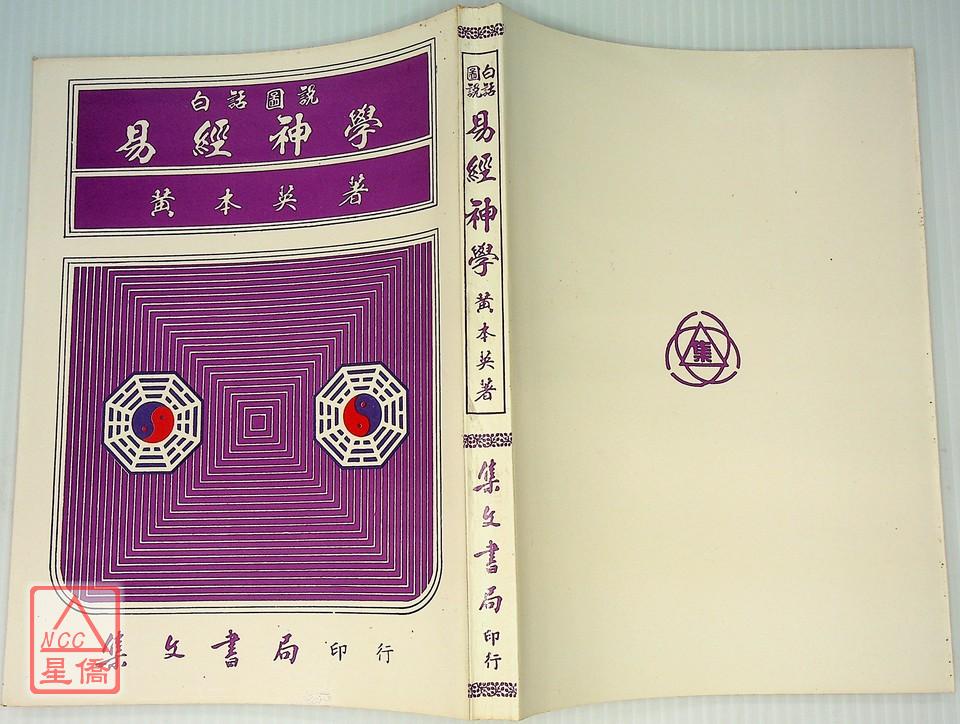 白話圖說
易經神學
黃本英著
集文書局印行
NCC
星僑
白話
圖說
易經神學
黃本英著
集文書局
印行
集